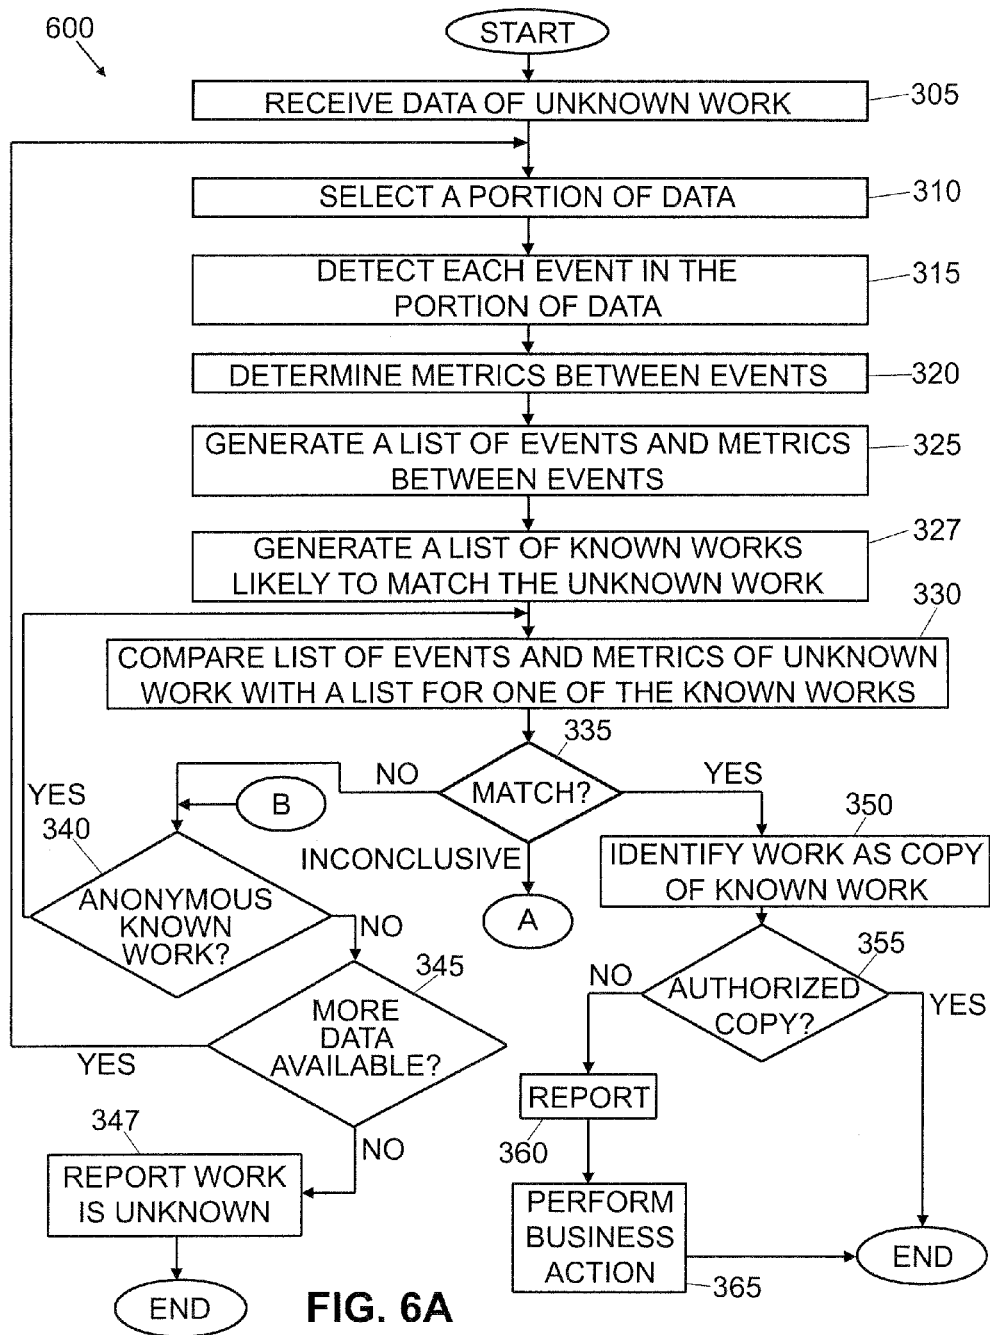 600
START
RECEIVE DATA OF UNKNOWN WORK
305
SELECT A PORTION OF DATA
310
DETECT EACH EVENT IN THE
PORTION OF DATA
315
DETERMINE METRICS BETWEEN EVENTS
320
GENERATE A LIST OF EVENTS AND METRICS
BETWEEN EVENTS
325
GENERATE A LIST OF KNOWN WORKS
LIKELY TO MATCH THE UNKNOWN WORK
327
330
COMPARE LIST OF EVENTS AND METRICS OF UNKNOWN
WORK WITH A LIST FOR ONE OF THE KNOWN WORKS
335
MATCH?
NO
YES
INCONCLUSIVE
B
A
YES
340
ANONYMOUS
KNOWN
WORK?
NO
345
MORE
DATA
AVAILABLE?
YES
NO
347
REPORT WORK
IS UNKNOWN
END
350
IDENTIFY WORK AS COPY
OF KNOWN WORK
355
AUTHORIZED
COPY?
NO
YES
REPORT
360
PERFORM
BUSINESS
ACTION
365
END
FIG. 6A